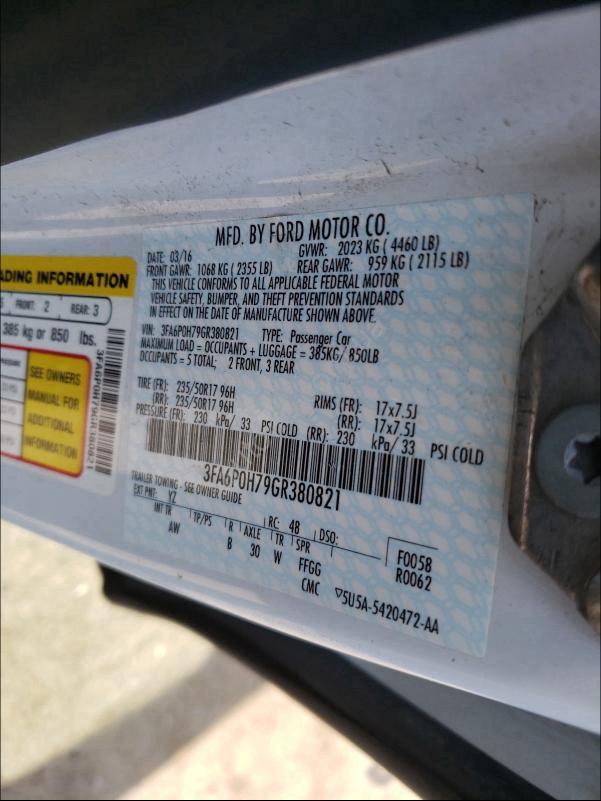 MFD. BY FORD MOTOR CO.
DATE: 03/16 GVWR: 2023 KG ( 4460 LB)
FRONT GAWR: 1068 KG ( 2355 LB) REAR GAWR: 959 KG ( 2115 LB)
THIS VEHICLE CONFORMS TO ALL APPLICABLE FEDERAL MOTOR
VEHICLE SAFETY, BUMPER, AND THEFT PREVENTION STANDARDS
IN EFFECT ON THE DATE OF MANUFACTURE SHOWN ABOVE.
VIN: 3FA6P0H79GR380821 TYPE: Passenger Car
MAXIMUM LOAD = OCCUPANTS + LUGGAGE = 385KG/ 850LB
OCCUPANTS = 5 TOTAL; 2 FRONT, 3 REAR
TIRE (FR): 235/50R17 96H RIMS (FR): 17x7.5J
(RR): 235/50R17 96H (RR): 17x7.5J
PRESSURE (FR): 230 kPa/ 33 PSI COLD (RR): 230 kPa/ 33 PSI COLD
3FA6P0H79GR380821
TRAILER TOWING - SEE OWNER GUIDE
EXT PNT: YZ RC: 48 DSO:
INT TR TP/PS R AXLE TR SPR
AW B 30 W FFGG
CMC
F0058
R0062
▽5U5A-5420472-AA
ADING INFORMATION
FRONT: 2 REAR: 3
385 kg or 850 lbs.
SEE OWNERS
MANUAL FOR
ADDITIONAL
INFORMATION
3FA6P0H79GR380821